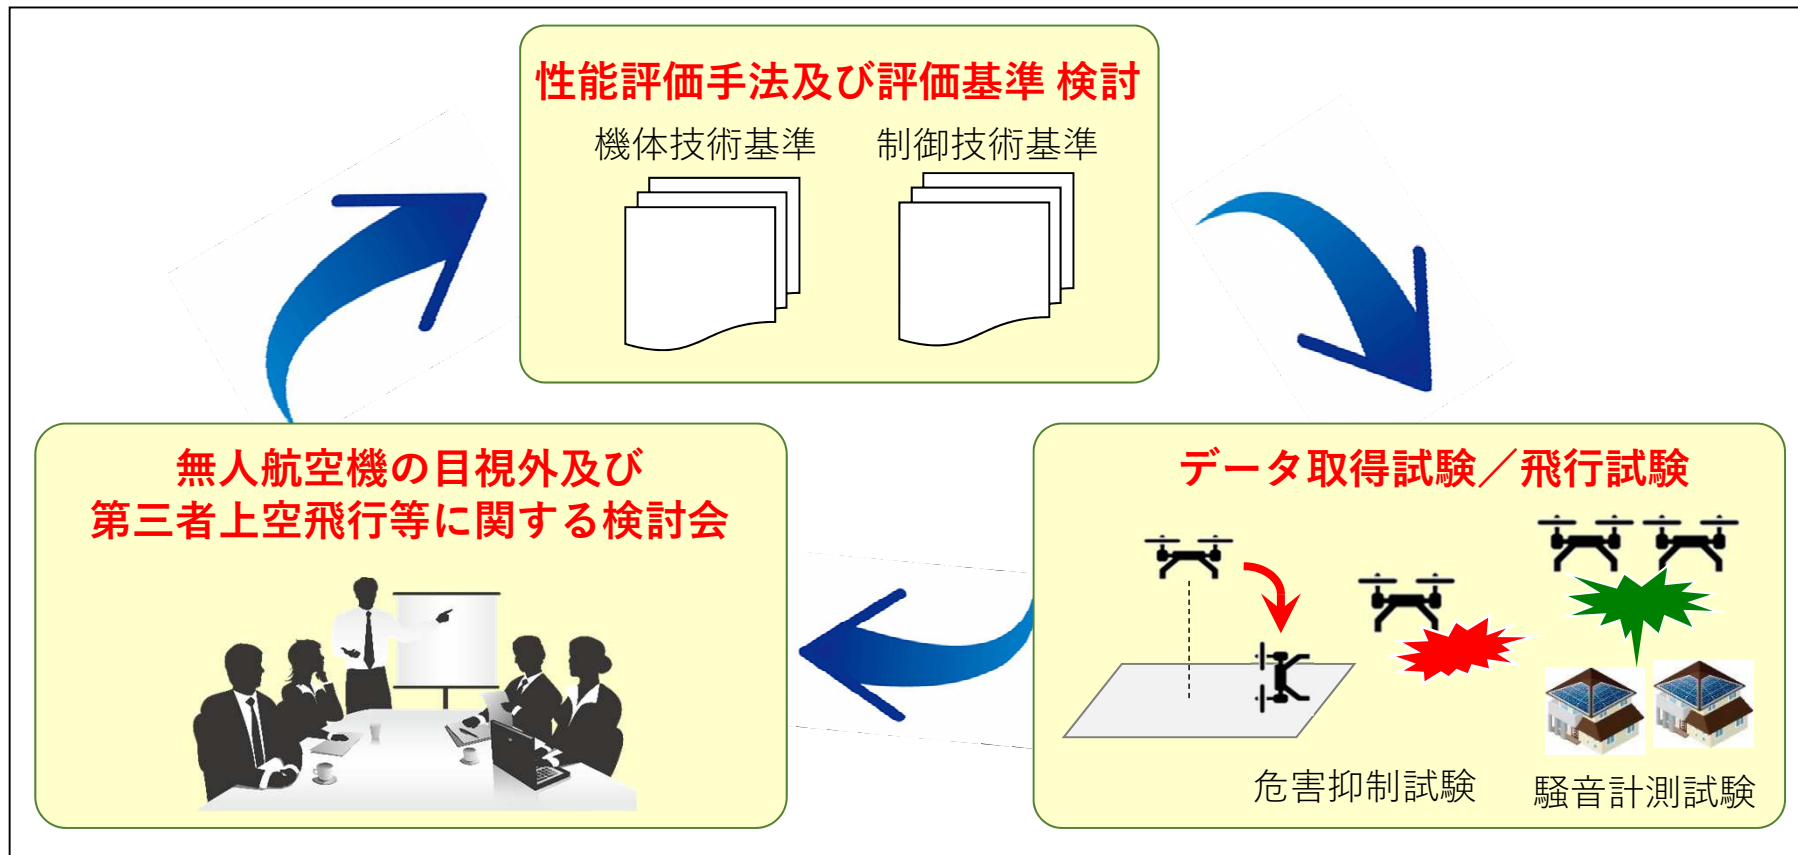 性能評価手法及び評価基準 検討
機体技術基準
制御技術基準
無人航空機の目視外及び
第三者上空飛行等に関する検討会
データ取得試験／飛行試験
危害抑制試験
騒音計測試験